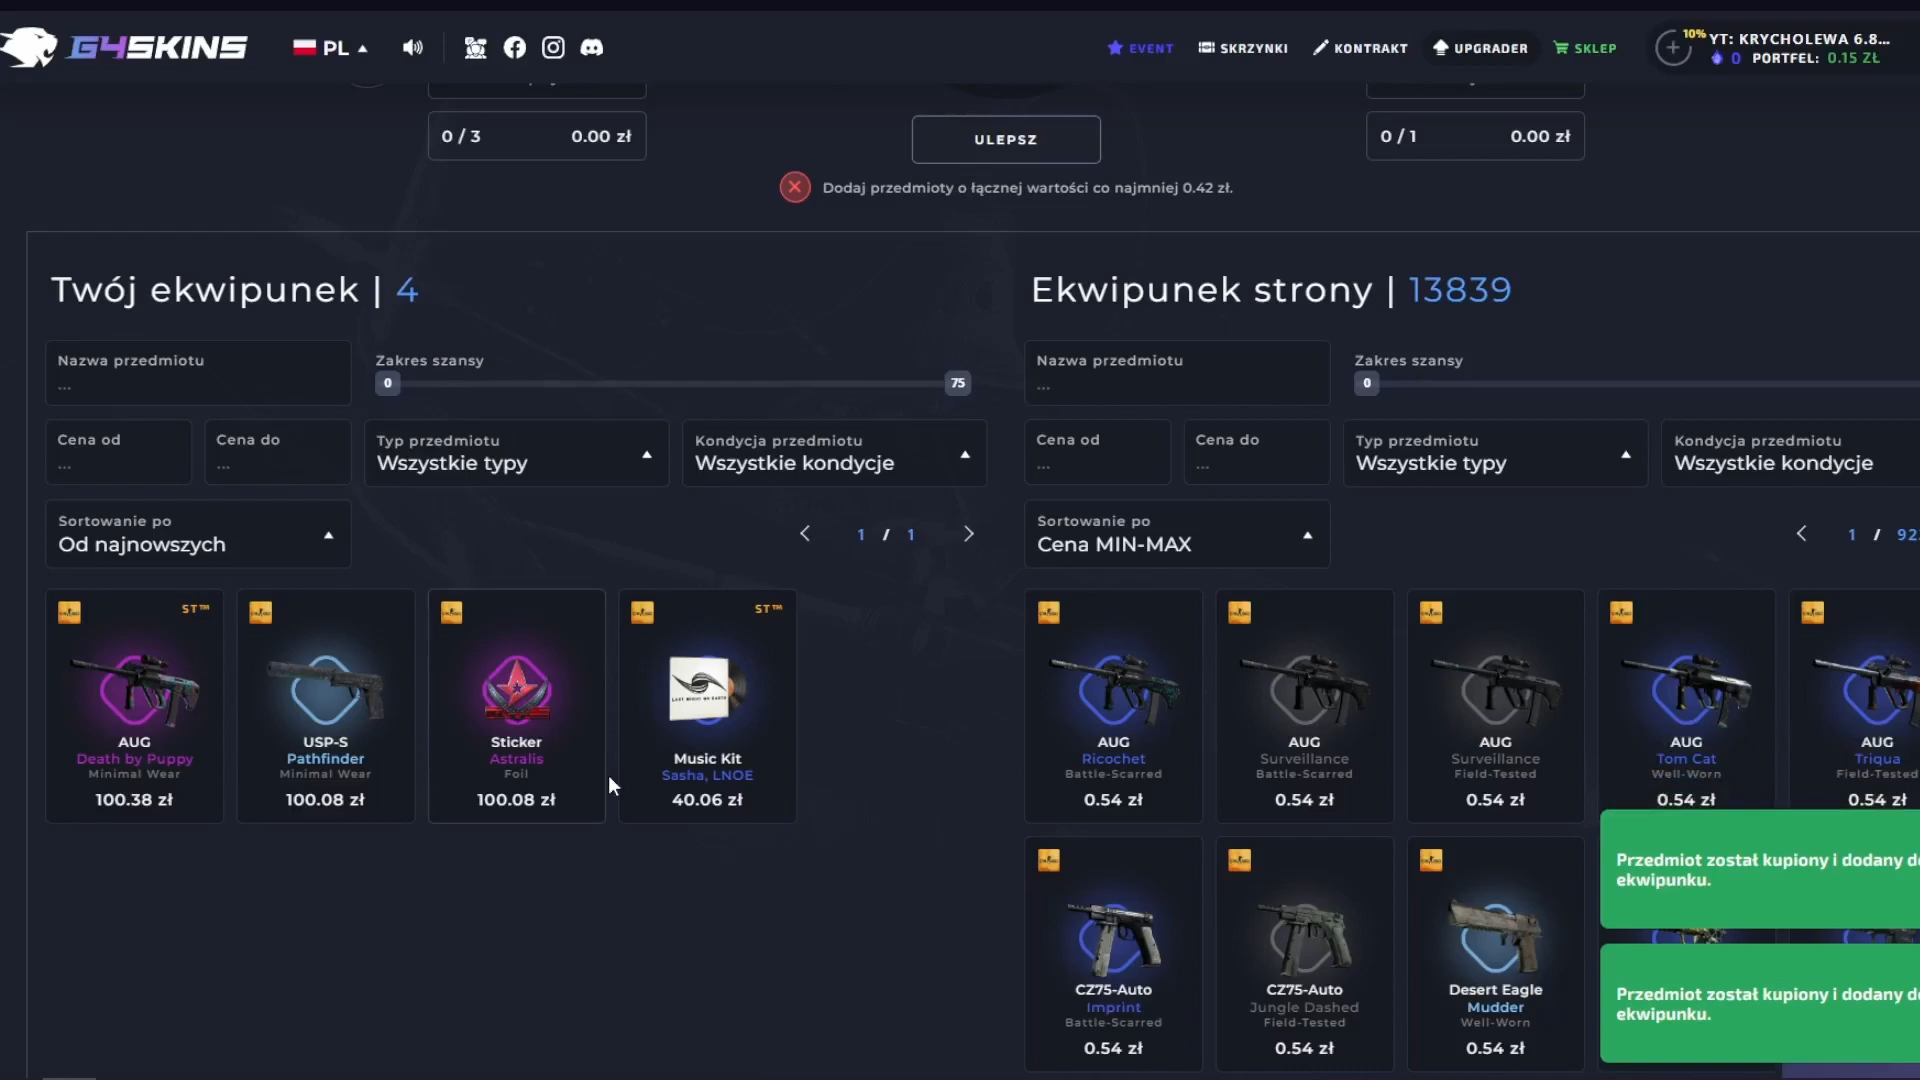 G4SKINS
PL
EVENT
SKRZYNKI
KONTRAKT
UPGRADER
SKLEP
10%
YT: KRYCHOLEWA 6.8...
0 PORTFEL: 0.15 ZŁ
0 / 3 0.00 zł
ULEPSZ
0 / 1 0.00 zł
Dodaj przedmioty o łącznej wartości co najmniej 0.42 zł.
Twój ekwipunek | 4
Nazwa przedmiotu
...
Zakres szansy
0 75
Cena od
...
Cena do
...
Typ przedmiotu
Wszystkie typy
Kondycja przedmiotu
Wszystkie kondycje
Sortowanie po
Od najnowszych
1 / 1
ST™
AUG
Death by Puppy
Minimal Wear
100.38 zł
USP-S
Pathfinder
Minimal Wear
100.08 zł
Sticker
Astralis
Foil
100.08 zł
ST™
LAST NIGHT ON EARTH
Music Kit
Sasha, LNOE
40.06 zł
Ekwipunek strony | 13839
Nazwa przedmiotu
...
Zakres szansy
0
Cena od
...
Cena do
...
Typ przedmiotu
Wszystkie typy
Kondycja przedmiotu
Wszystkie kondycje
Sortowanie po
Cena MIN-MAX
1 / 92
AUG
Ricochet
Battle-Scarred
0.54 zł
AUG
Surveillance
Battle-Scarred
0.54 zł
AUG
Surveillance
Field-Tested
0.54 zł
AUG
Tom Cat
Well-Worn
0.54 zł
AUG
Triqua
Field-Tested
0.54 zł
CZ75-Auto
Imprint
Battle-Scarred
0.54 zł
CZ75-Auto
Jungle Dashed
Field-Tested
0.54 zł
Desert Eagle
Mudder
Well-Worn
0.54 zł
Przedmiot został kupiony i dodany do
ekwipunku.
Przedmiot został kupiony i dodany do
ekwipunku.